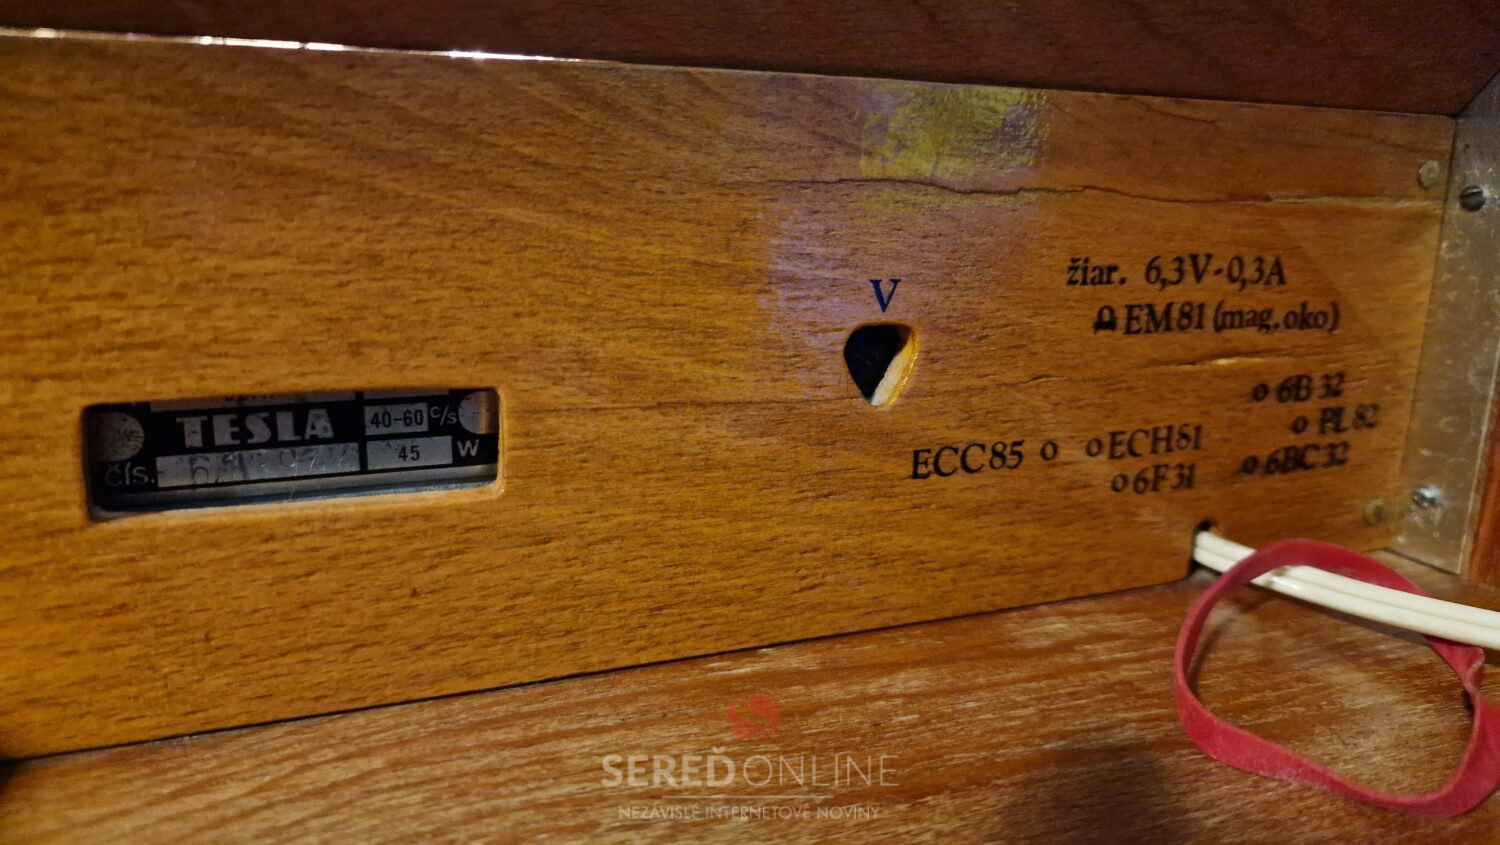 TESLA
40-60 c/s
čís.
45 W
V
žiar. 6,3V-0,3A
EM81 (mag.oko)
6B32
PL82
ECC85
ECH81
6F31
6BC32
SEREĎONLINE
NEZÁVISLÉ INTERNETOVÉ NOVINY